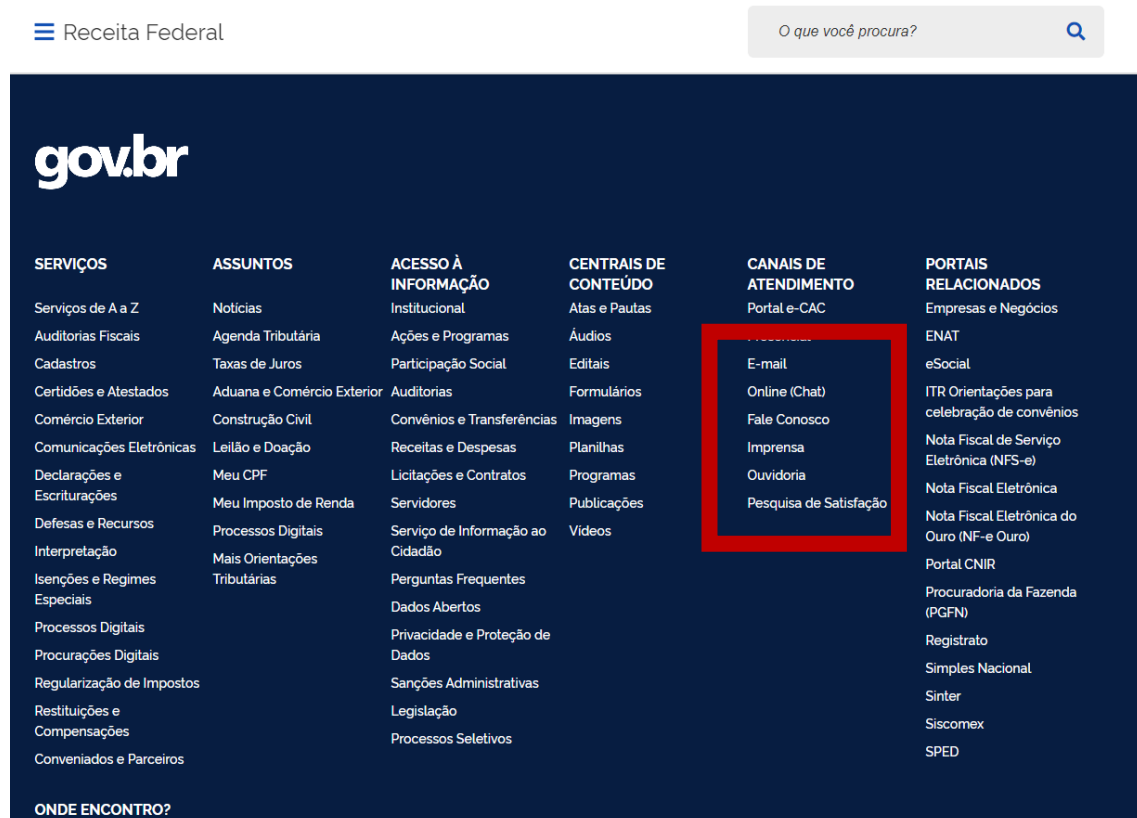 Receita Federal
O que você procura?
gov.br
SERVIÇOS
Serviços de A a Z
Auditorias Fiscais
Cadastros
Certidões e Atestados
Comércio Exterior
Comunicações Eletrônicas
Declarações e
Escriturações
Defesas e Recursos
Interpretação
Isenções e Regimes
Especiais
Processos Digitais
Procurações Digitais
Regularização de Impostos
Restituições e
Compensações
Conveniados e Parceiros
ASSUNTOS
Notícias
Agenda Tributária
Taxas de Juros
Aduana e Comércio Exterior
Construção Civil
Leilão e Doação
Meu CPF
Meu Imposto de Renda
Processos Digitais
Mais Orientações
Tributárias
ACESSO À
INFORMAÇÃO
Institucional
Ações e Programas
Participação Social
Auditorias
Convênios e Transferências
Receitas e Despesas
Licitações e Contratos
Servidores
Serviço de Informação ao
Cidadão
Perguntas Frequentes
Dados Abertos
Privacidade e Proteção de
Dados
Sanções Administrativas
Legislação
Processos Seletivos
CENTRAIS DE
CONTEÚDO
Atas e Pautas
Áudios
Editais
Formulários
Imagens
Planilhas
Programas
Publicações
Vídeos
CANAIS DE
ATENDIMENTO
Portal e-CAC
E-mail
Online (Chat)
Fale Conosco
Imprensa
Ouvidoria
Pesquisa de Satisfação
PORTAIS
RELACIONADOS
Empresas e Negócios
ENAT
eSocial
ITR Orientações para
celebração de convênios
Nota Fiscal de Serviço
Eletrônica (NFS-e)
Nota Fiscal Eletrônica
Nota Fiscal Eletrônica do
Ouro (NF-e Ouro)
Portal CNIR
Procuradoria da Fazenda
(PGFN)
Registrato
Simples Nacional
Sinter
Siscomex
SPED
ONDE ENCONTRO?